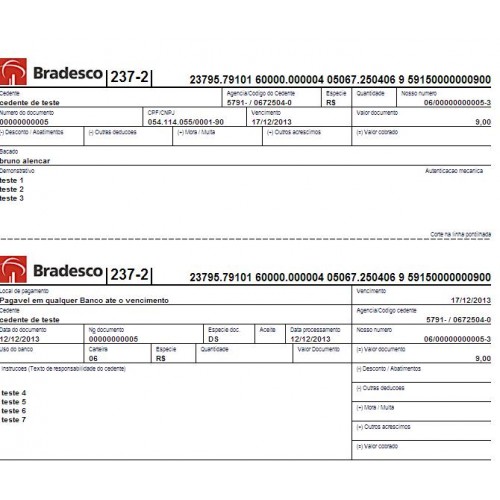 Bradesco |237-2| 23795.79101 60000.000004 05067.250406 9 59150000000900
Cedente Agencia/Codigo do Cedente Especie Quantidade Nosso numero
cedente de teste 5791- / 0672504-0 R$ 06/00000000005-3
Numero do documento CPF/CNPJ Vencimento Valor documento
00000000005 054.114.055/0001-90 17/12/2013 9,00
(-) Desconto / Abatimentos (-) Outras deducoes (+) Mora / Multa (+) Outros acrescimos (=) Valor cobrado
Sacado
bruno alencar
Demonstrativo Autenticacao mecanica
teste 1
teste 2
teste 3
Corte na linha pontilhada
Bradesco |237-2| 23795.79101 60000.000004 05067.250406 9 59150000000900
Local de pagamento Vencimento
Pagavel em qualquer Banco ate o vencimento 17/12/2013
Cedente Agencia/Codigo cedente
cedente de teste 5791- / 0672504-0
Data do documento No documento Especie doc. Aceite Data processamento Nosso numero
12/12/2013 00000000005 DS 12/12/2013 06/00000000005-3
Uso do banco Carteira Especie Quantidade Valor Documento (=) Valor documento
06 R$ 9,00
Instrucoes (Texto de responsabilidade do cedente) (-) Desconto / Abatimentos
(-) Outras deducoes
teste 4
teste 5
teste 6 (+) Mora / Multa
teste 7
(+) Outros acrescimos
(=) Valor cobrado